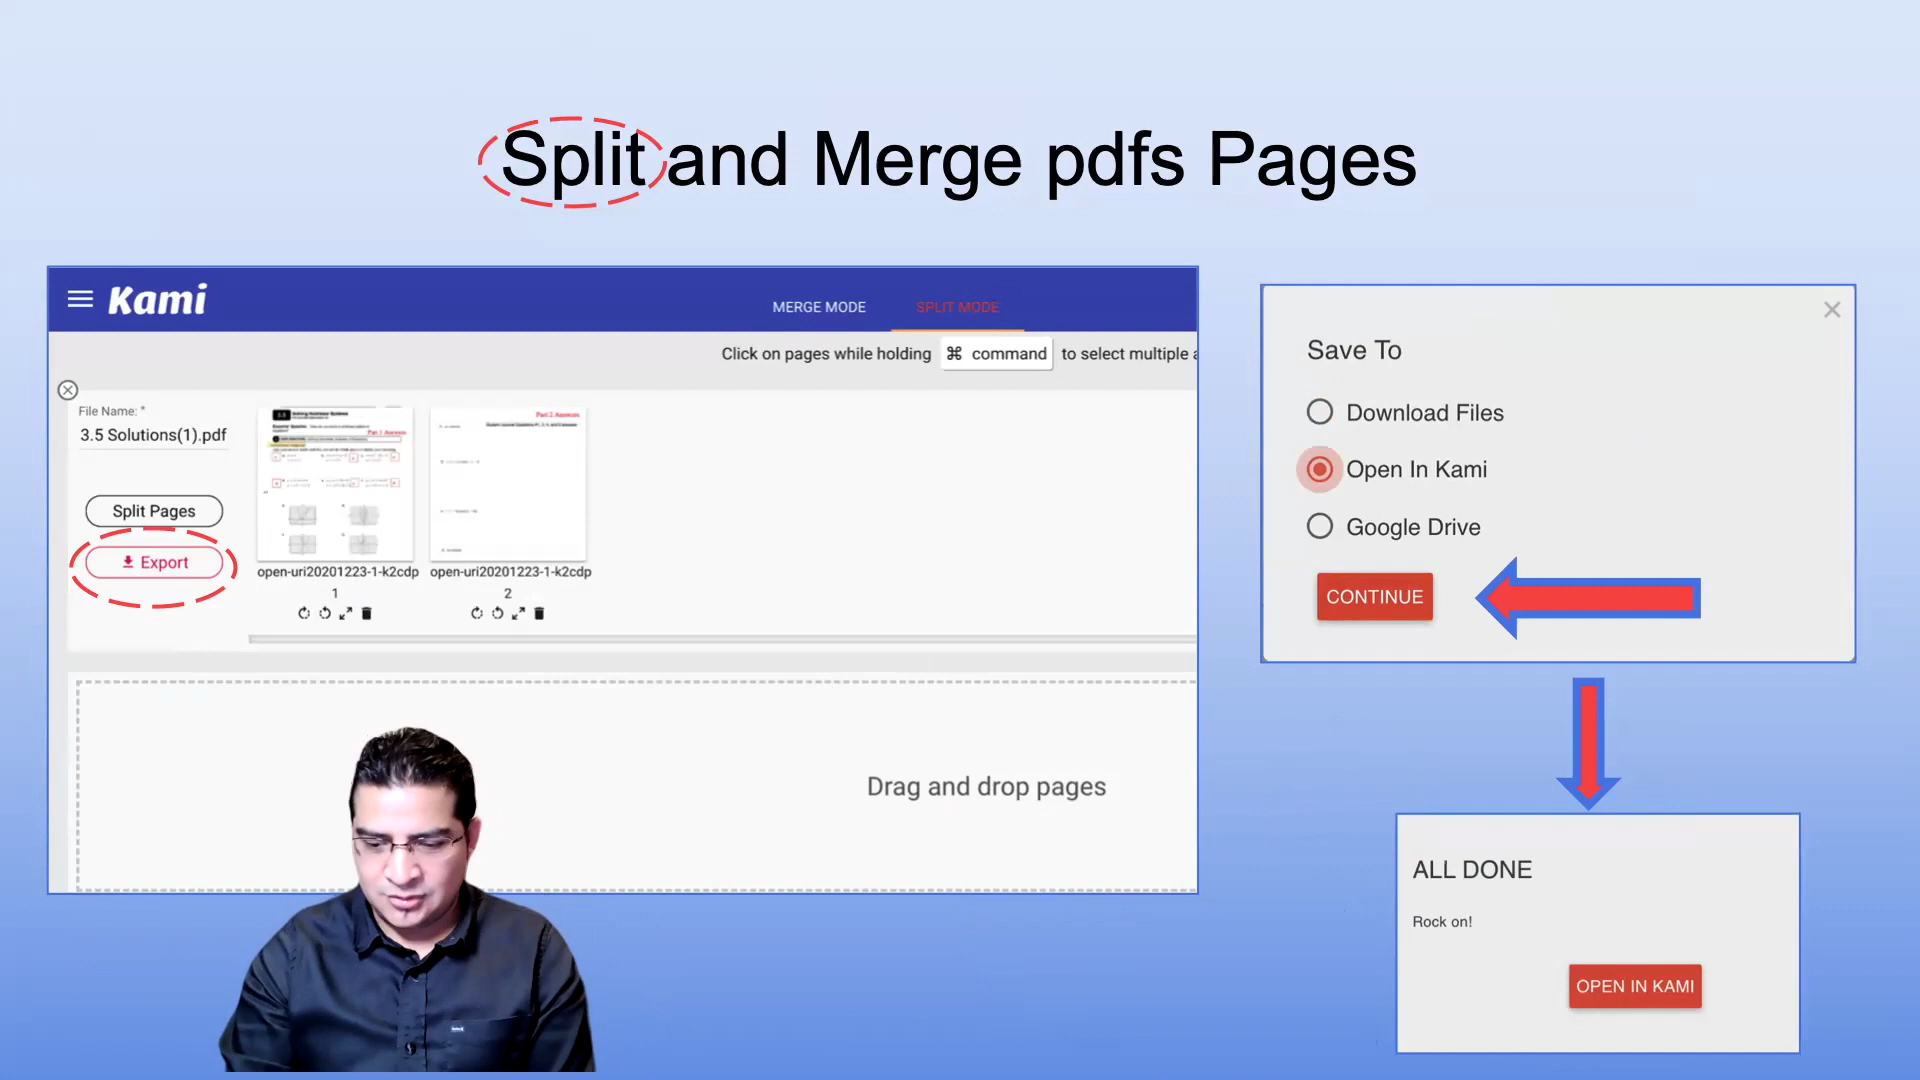 Split and Merge pdfs Pages
Kami
MERGE MODE
SPLIT MODE
Click on pages while holding ⌘ command to select multiple a
File Name: *
3.5 Solutions(1).pdf
Split Pages
Export
Part 2 Answers
open-uri20201223-1-k2cdp
1
open-uri20201223-1-k2cdp
2
Drag and drop pages
Save To
Download Files
Open In Kami
Google Drive
CONTINUE
ALL DONE
Rock on!
OPEN IN KAMI